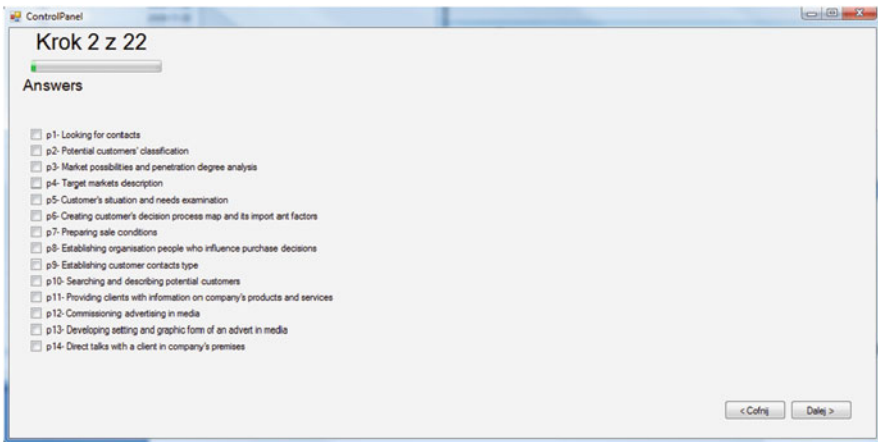 ControlPanel
Krok 2 z 22
Answers
p1- Looking for contacts
p2- Potential customers' classification
p3- Market possibilities and penetration degree analysis
p4- Target markets description
p5- Customer's situation and needs examination
p6- Creating customer's decision process map and its import ant factors
p7- Preparing sale conditions
p8- Establishing organisation people who influence purchase decisions
p9- Establishing customer contacts type
p10- Searching and describing potential customers
p11- Providing clients with information on company's products and services
p12- Commissioning advertising in media
p13- Developing setting and graphic form of an advert in media
p14- Direct talks with a client in company's premises
< Cofnij Dalej >